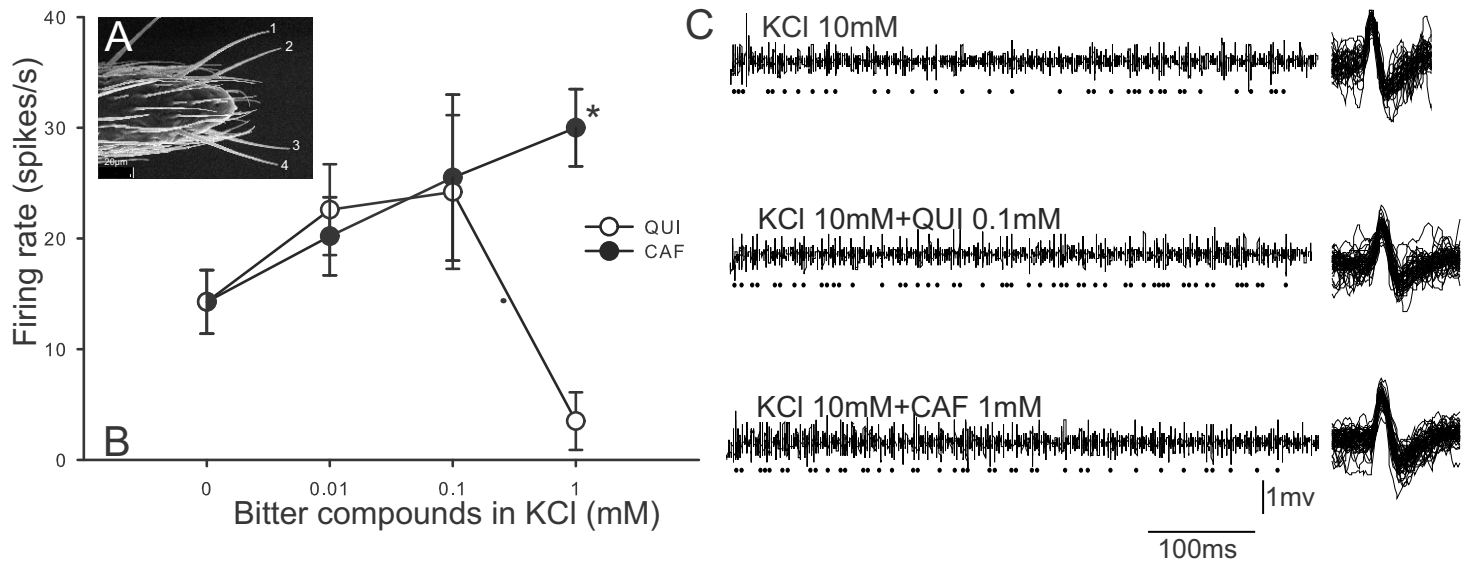 A
1
2
3
4
20µm
B
40
30
20
10
0
Firing rate (spikes/s)
*
QUI
CAF
0 0.01 0.1 1
Bitter compounds in KCl (mM)
C
KCl 10mM
KCl 10mM+QUI 0.1mM
KCl 10mM+CAF 1mM
1mv
100ms